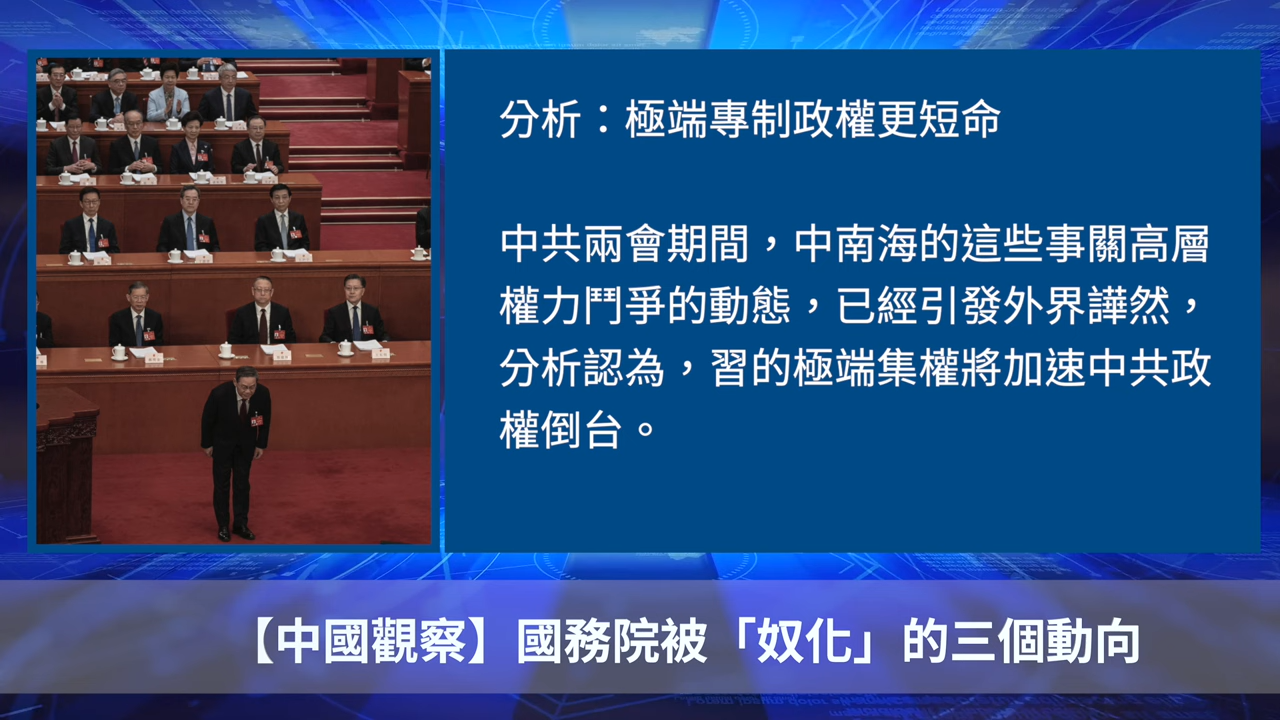 分析：極端專制政權更短命
中共兩會期間，中南海的這些事關高層
權力鬥爭的動態，已經引發外界譁然，
分析認為，習的極端集權將加速中共政
權倒台。
【中國觀察】國務院被「奴化」的三個動向